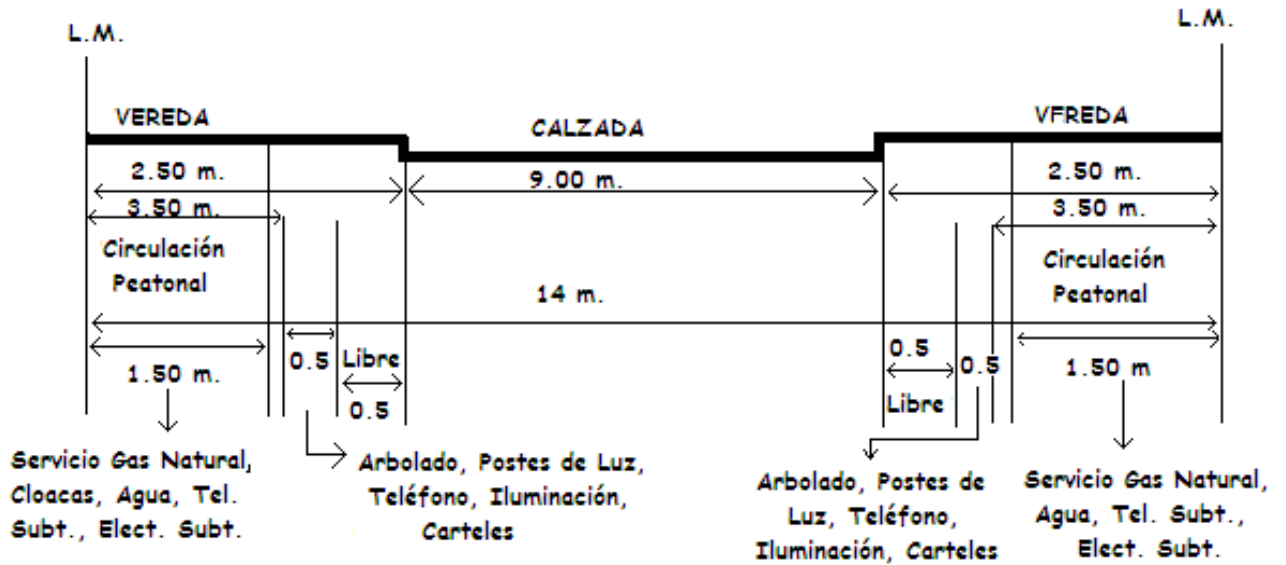 L.M.
L.M.
VEREDA
CALZADA
VFREDA
2.50 m.
9.00 m.
2.50 m.
3.50 m.
3.50 m.
Circulación
Peatonal
14 m.
Circulación
Peatonal
1.50 m.
0.5
Libre
0.5
0.5
Libre
0.5
1.50 m
Servicio Gas Natural,
Cloacas, Agua, Tel.
Subt., Elect. Subt.
Arbolado, Postes de Luz,
Teléfono, Iluminación,
Carteles
Arbolado, Postes de
Luz, Teléfono,
Iluminación, Carteles
Servicio Gas Natural,
Agua, Tel. Subt.,
Elect. Subt.